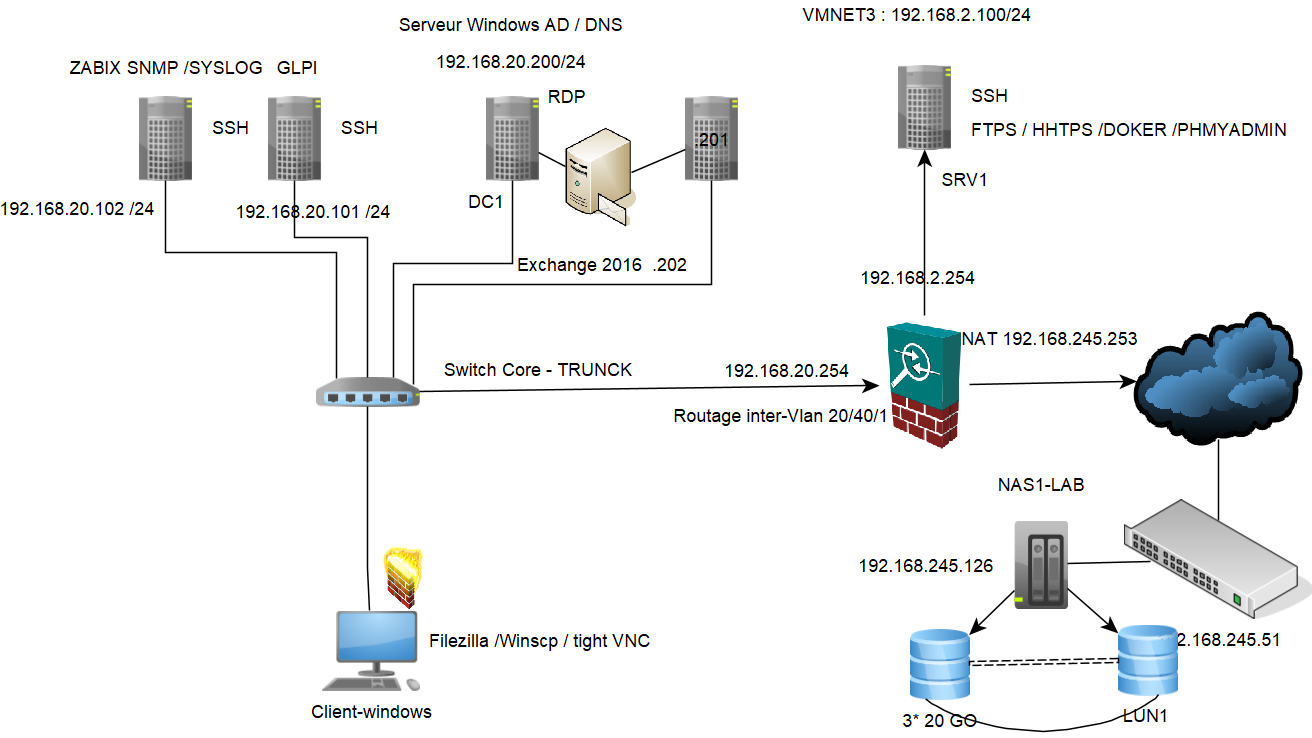 Serveur Windows AD / DNS
VMNET3 : 192.168.2.100/24
ZABIX SNMP /SYSLOG
GLPI
192.168.20.200/24
RDP
SSH
SSH
.201
SSH
FTPS / HHTPS /DOKER /PHMYADMIN
SRV1
192.168.20.102 /24
192.168.20.101 /24
DC1
Exchange 2016 .202
192.168.2.254
NAT 192.168.245.253
Switch Core - TRUNCK
192.168.20.254
Routage inter-Vlan 20/40/1
NAS1-LAB
192.168.245.126
Filezilla /Winscp / tight VNC
2.168.245.51
Client-windows
3* 20 GO
LUN1